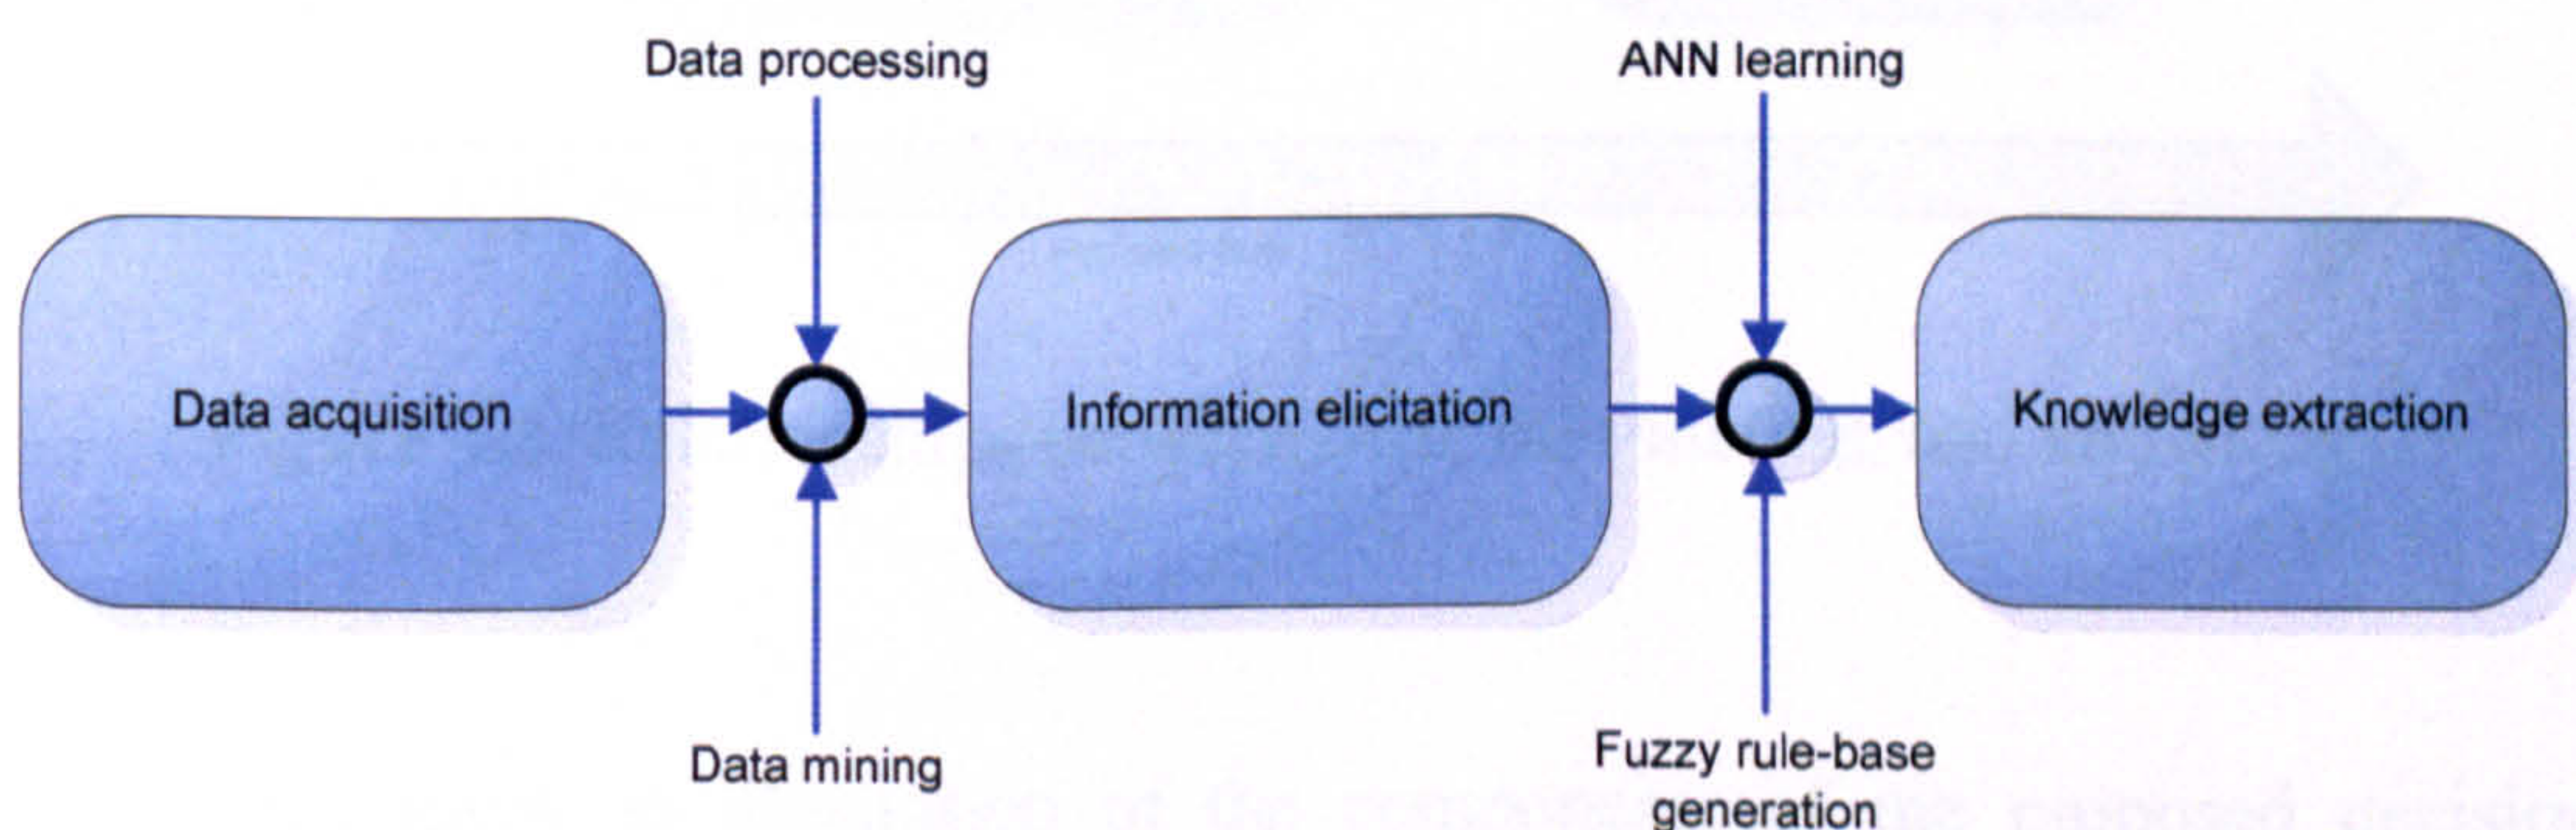 Data processing
ANN learning
Data acquisition
Information elicitation
Knowledge extraction
Data mining
Fuzzy rule-base
generation